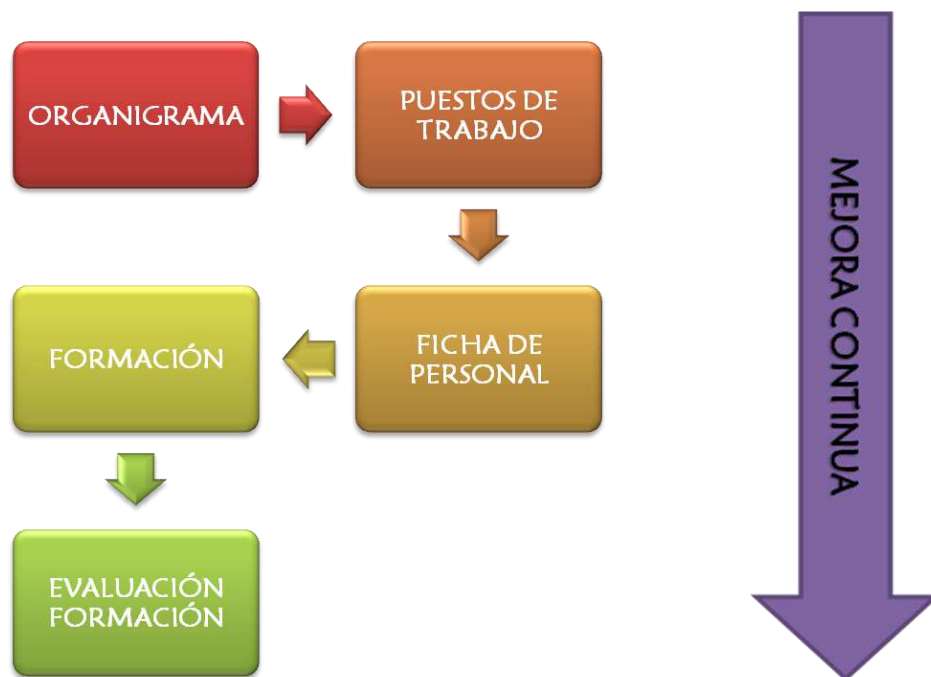 ORGANIGRAMA
PUESTOS DE
TRABAJO
FORMACIÓN
FICHA DE
PERSONAL
EVALUACIÓN
FORMACIÓN
MEJORA CONTINUA